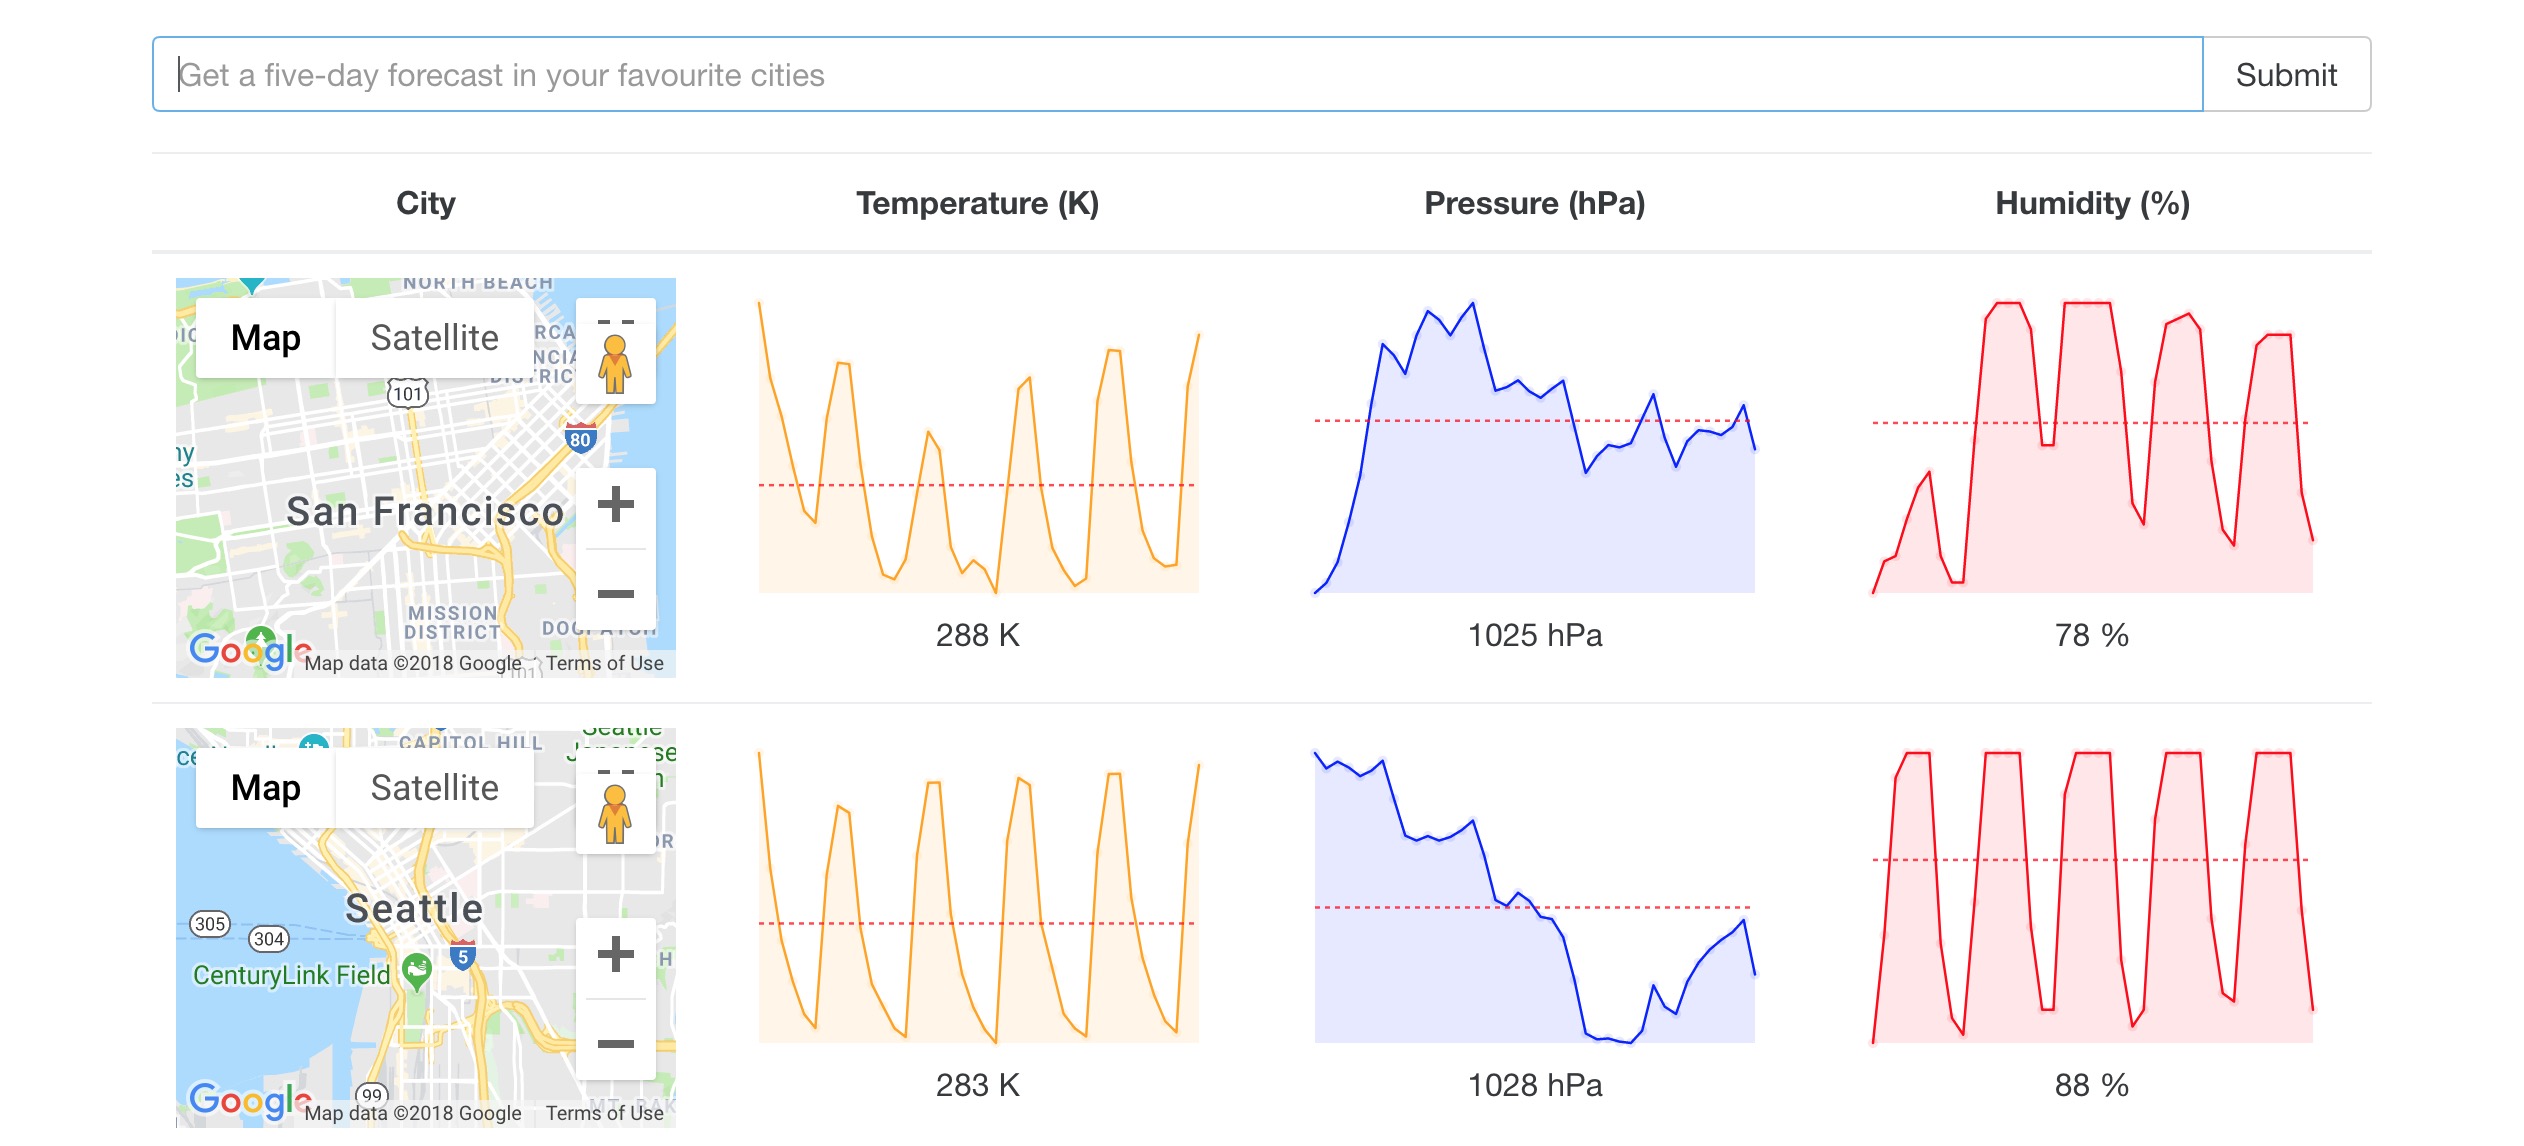 Get a five-day forecast in your favourite cities
Submit
City
Temperature (K)
Pressure (hPa)
Humidity (%)
NORTH BEACH
Map
Satellite
101
80
San Francisco
MISSION
DISTRICT
Google
Map data ©2018 Google
Terms of Use
288 K
1025 hPa
78 %
CAPITOL HILL
Seattle
Map
Satellite
Seattle
305
304
5
CenturyLink Field
99
Google
Map data ©2018 Google
Terms of Use
283 K
1028 hPa
88 %